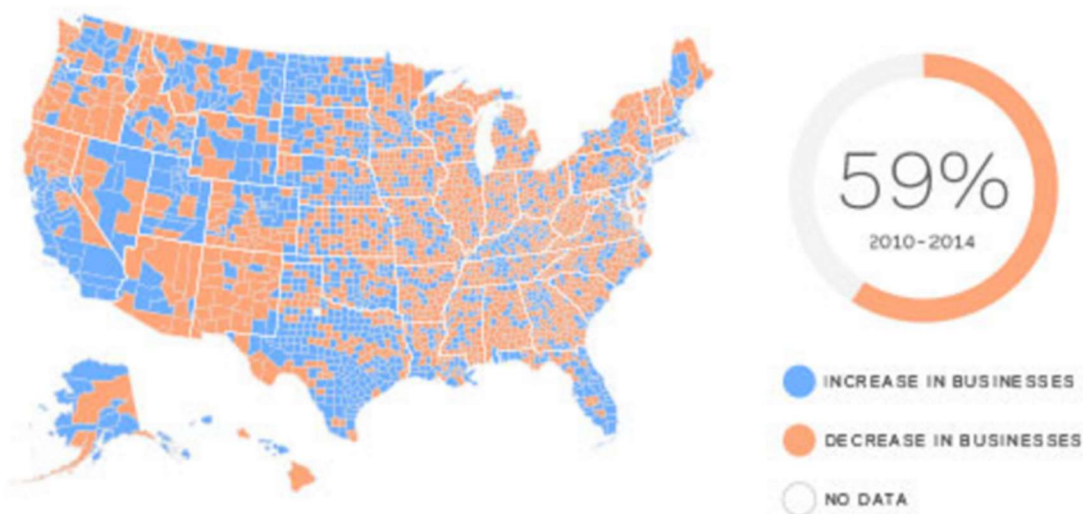 59%
2010-2014
INCREASE IN BUSINESSES
DECREASE IN BUSINESSES
NO DATA